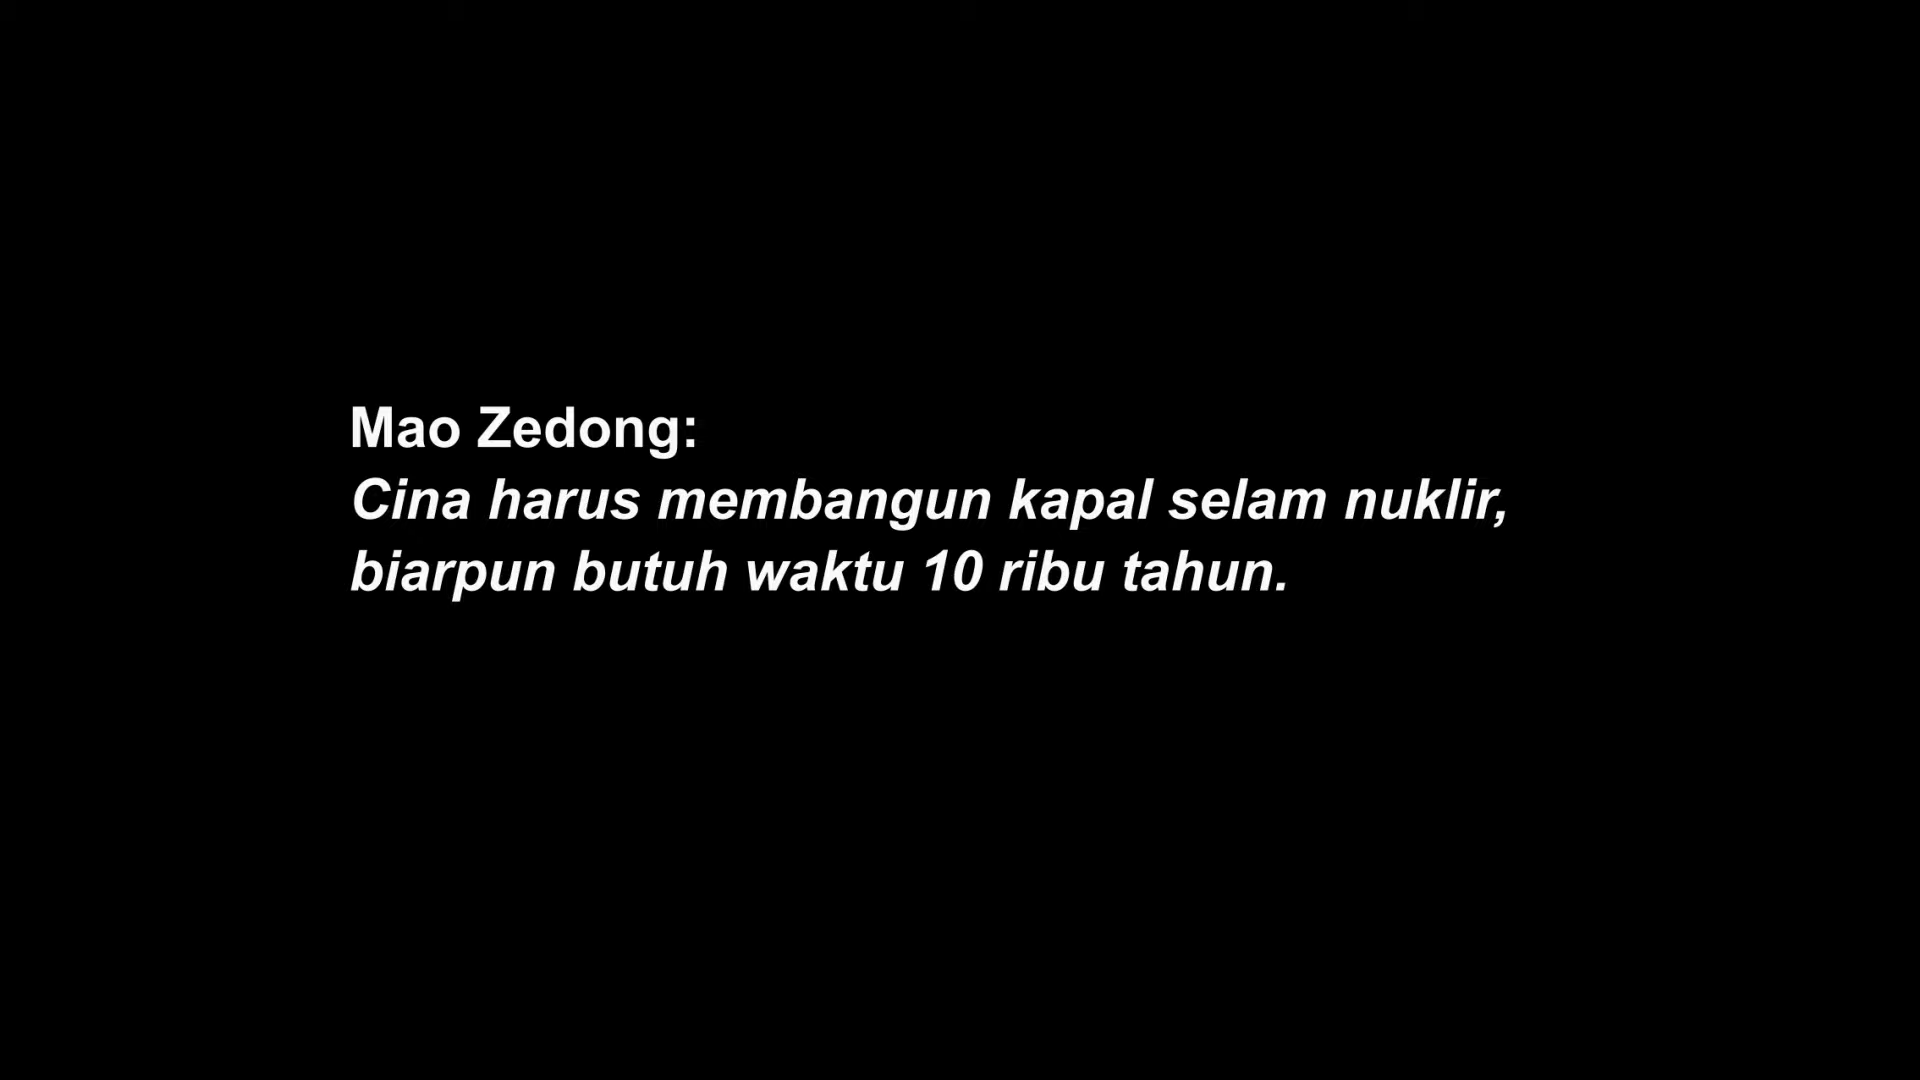 Mao Zedong:
Cina harus membangun kapal selam nuklir,
biarpun butuh waktu 10 ribu tahun.